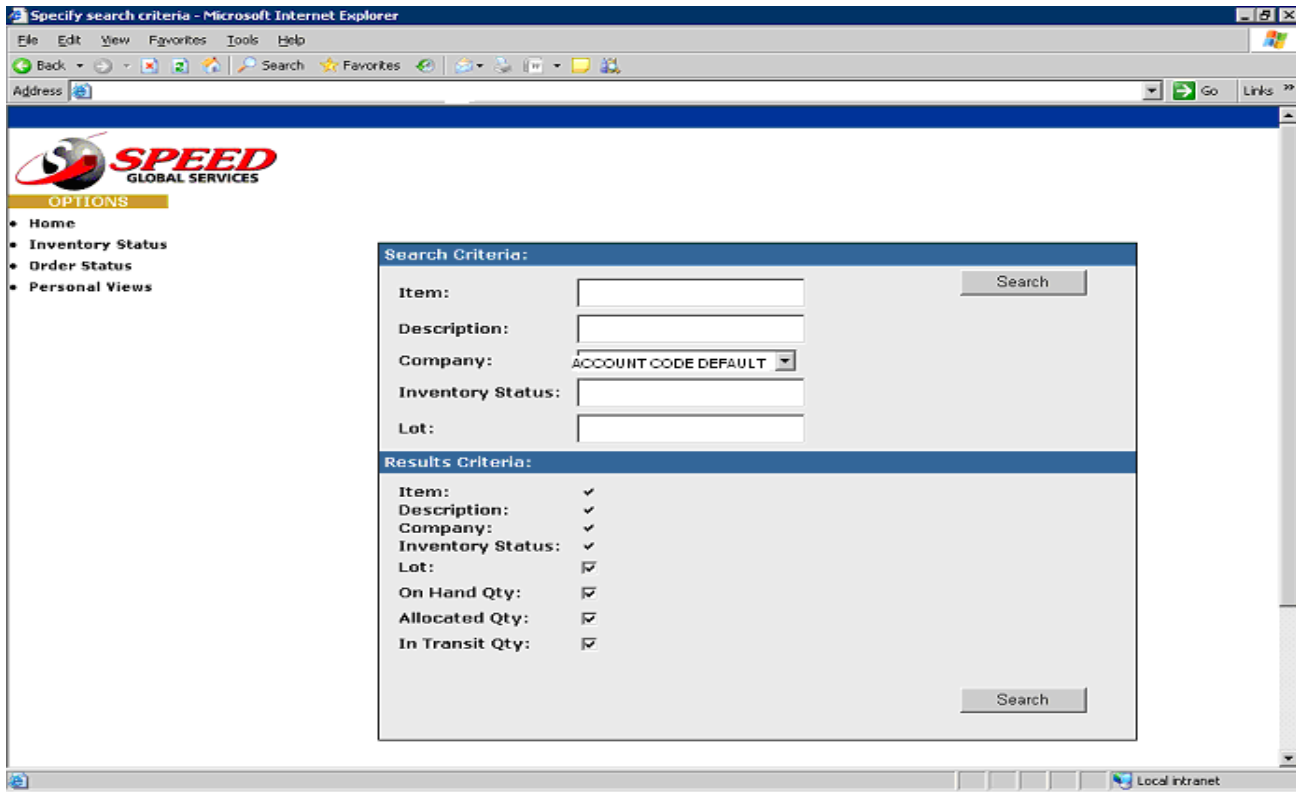 Specify search criteria - Microsoft Internet Explorer
File Edit View Favorites Tools Help
Back Search Favorites
Address Go Links »
SG SPEED
GLOBAL SERVICES
OPTIONS
• Home
• Inventory Status
• Order Status
• Personal Views
Search Criteria:
Item: Search
Description:
Company: ACCOUNT CODE DEFAULT
Inventory Status:
Lot:
Results Criteria:
Item:
Description:
Company:
Inventory Status:
Lot:
On Hand Qty:
Allocated Qty:
In Transit Qty:
Search
Local intranet